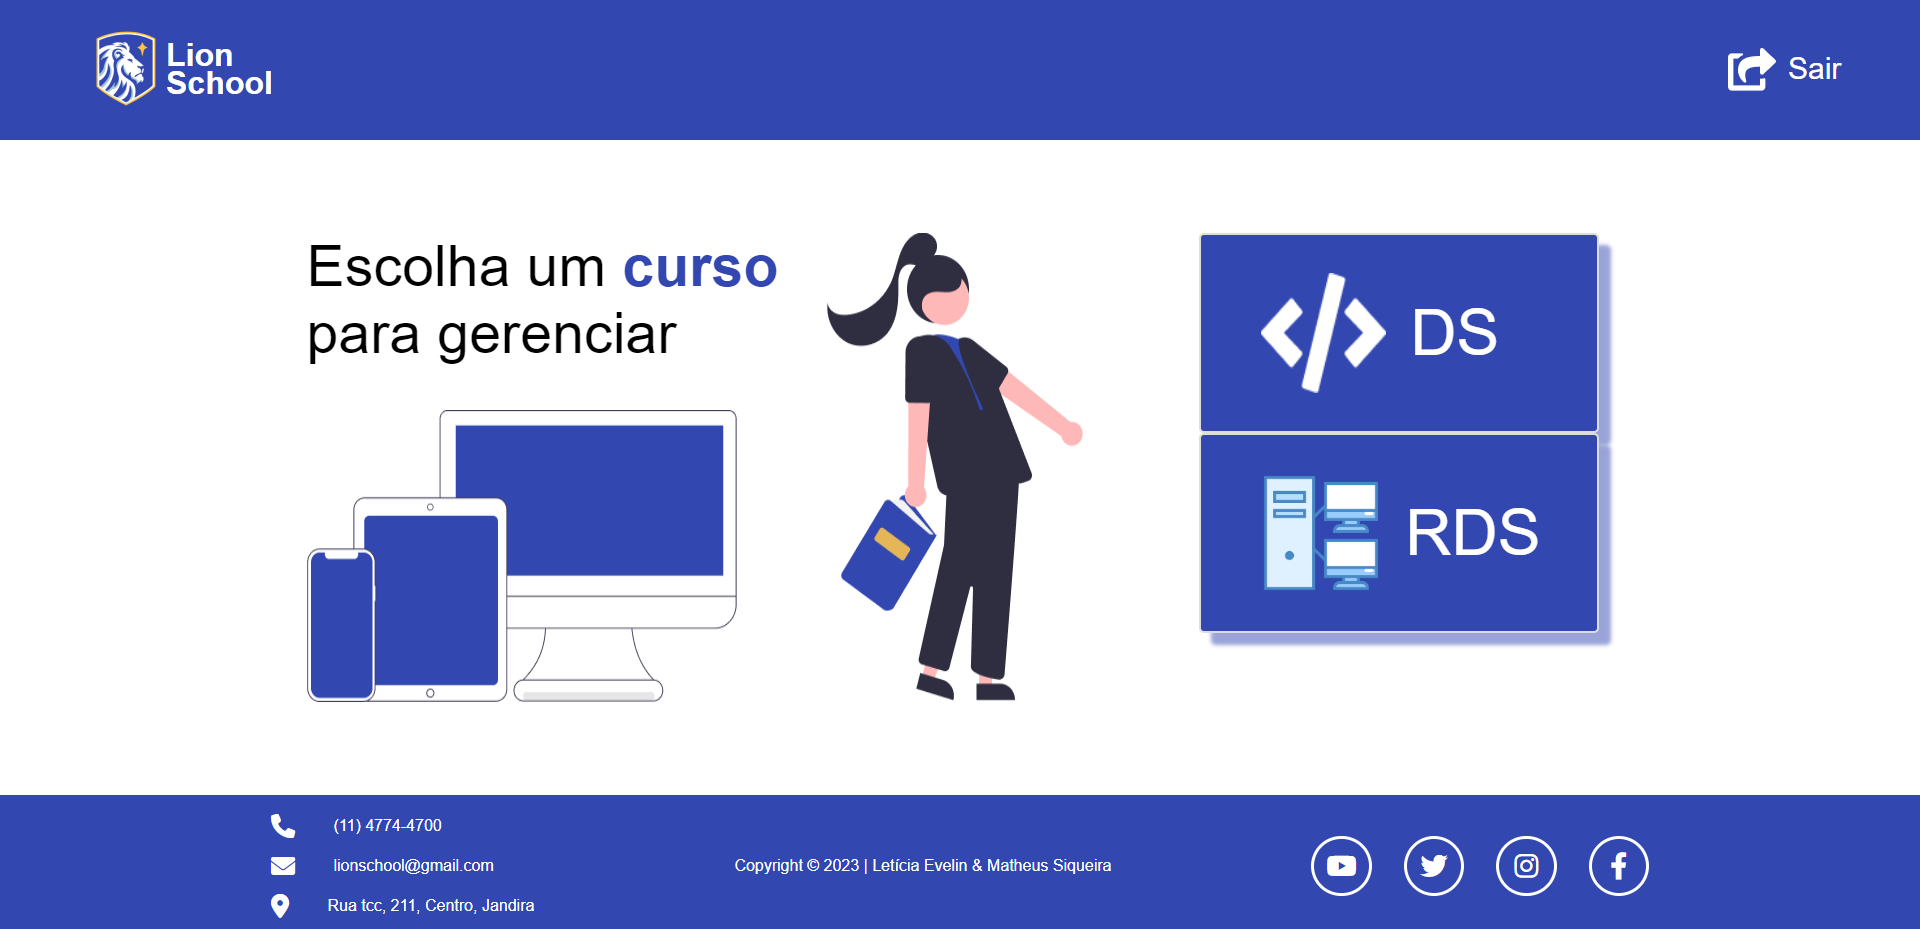 Lion
School
Sair
Escolha um curso
para gerenciar
DS
RDS
(11) 4774-4700
lionschool@gmail.com
Rua tcc, 211, Centro, Jandira
Copyright © 2023 | Letícia Evelin & Matheus Siqueira